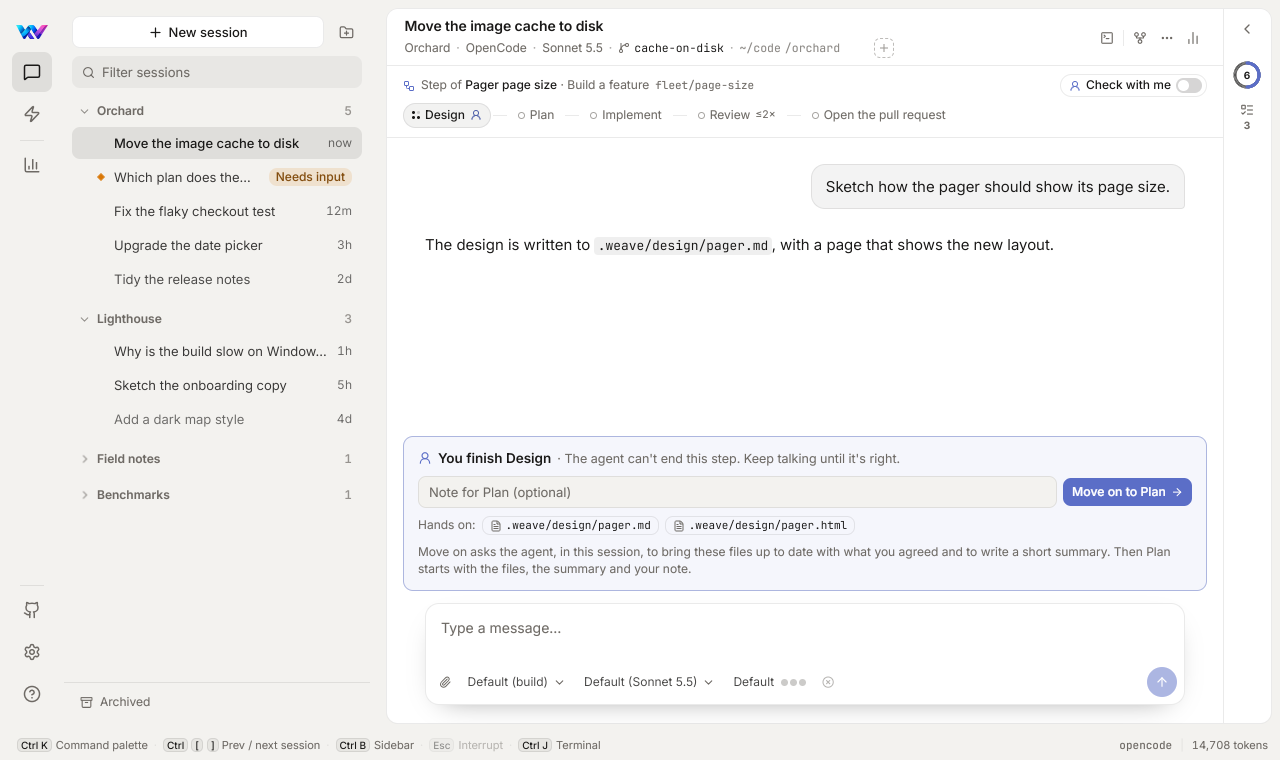 New session
Filter sessions
Orchard 5
Move the image cache to disk now
Which plan does the... Needs input
Fix the flaky checkout test 12m
Upgrade the date picker 3h
Tidy the release notes 2d
Lighthouse 3
Why is the build slow on Window... 1h
Sketch the onboarding copy 5h
Add a dark map style 4d
Field notes 1
Benchmarks 1
Archived
Move the image cache to disk
Orchard · OpenCode · Sonnet 5.5 · cache-on-disk · ~/code/orchard
Step of Pager page size · Build a feature fleet/page-size
Check with me
Design Plan Implement Review ≤2× Open the pull request
Sketch how the pager should show its page size.
The design is written to .weave/design/pager.md, with a page that shows the new layout.
You finish Design · The agent can't end this step. Keep talking until it's right.
Note for Plan (optional)
Move on to Plan
Hands on: .weave/design/pager.md .weave/design/pager.html
Move on asks the agent, in this session, to bring these files up to date with what you agreed and to write a short summary. Then Plan
starts with the files, the summary and your note.
Type a message...
Default (build) Default (Sonnet 5.5) Default
6
3
Ctrl K Command palette Ctrl [ ] Prev / next session Ctrl B Sidebar Esc Interrupt Ctrl J Terminal
opencode 14,708 tokens